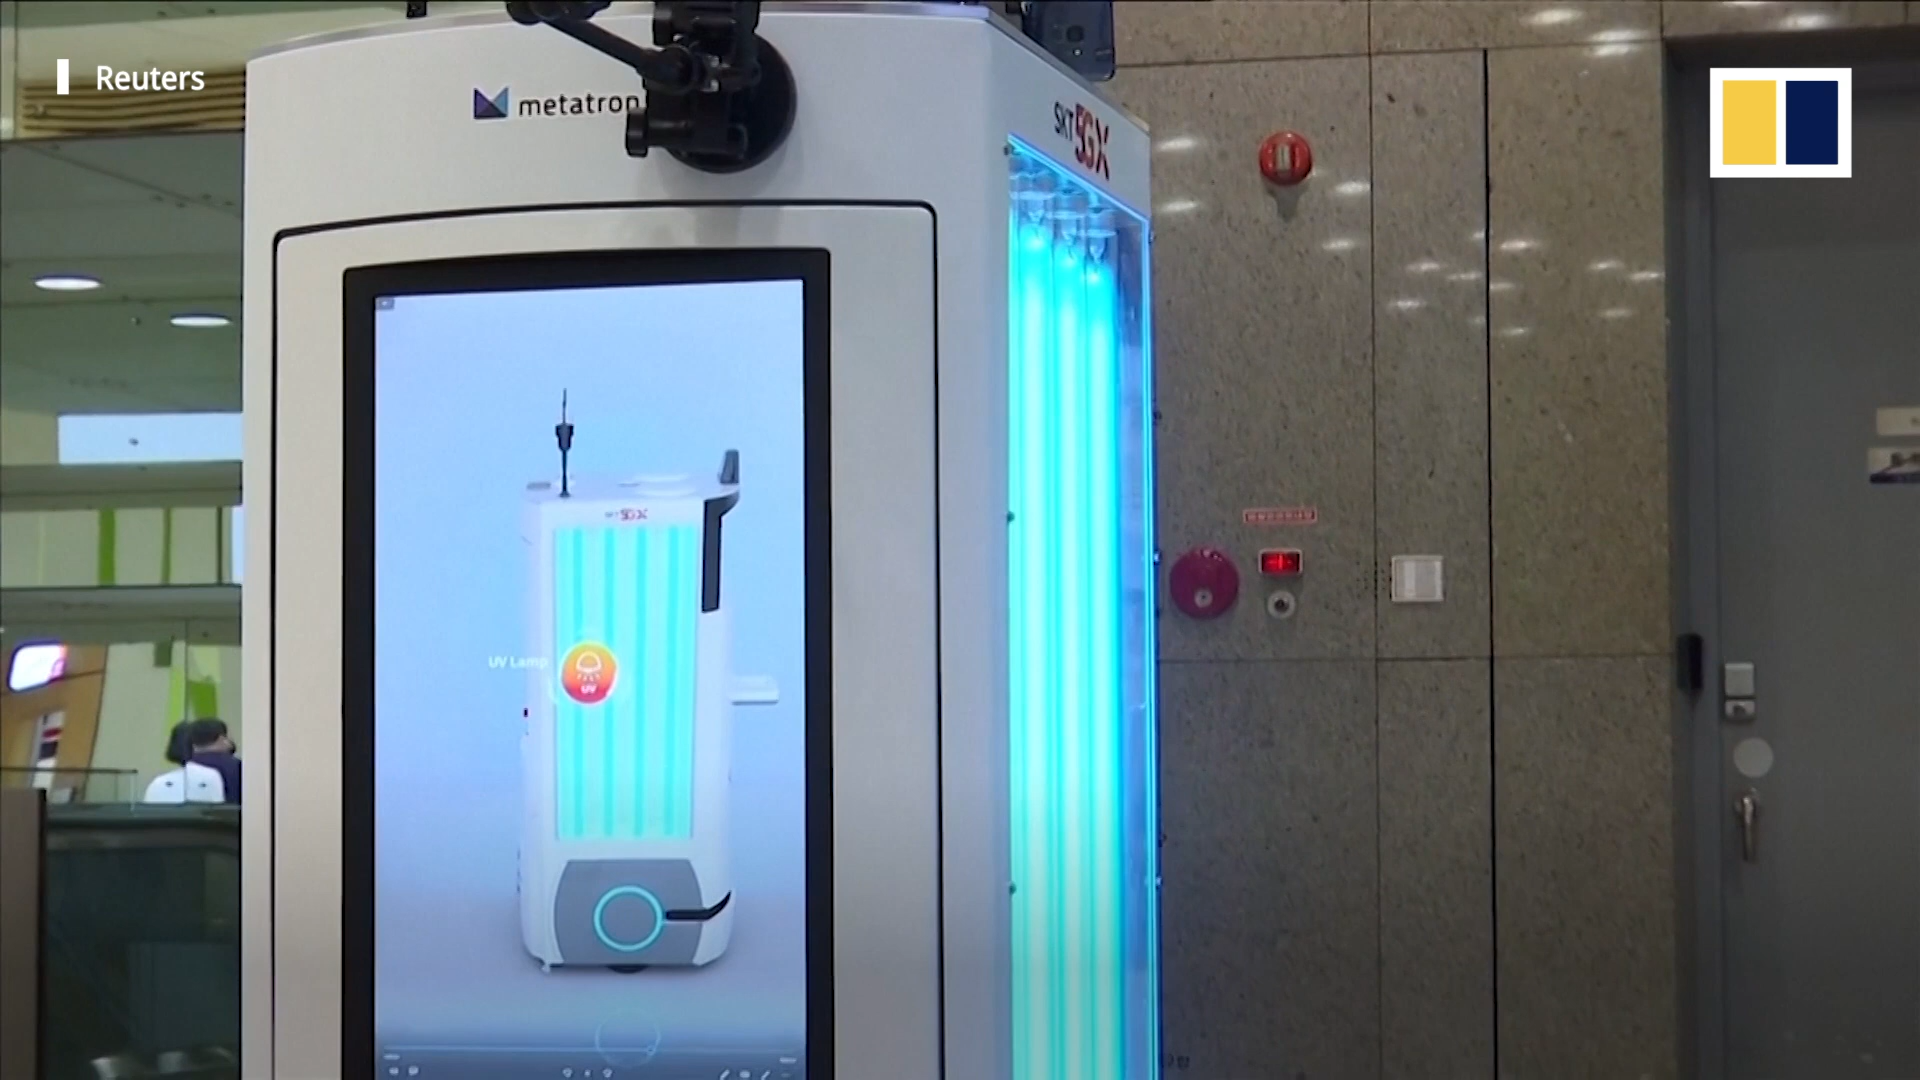 Reuters
metatron
SKT 5GX
SKT 5GX
UV Lamp
UV